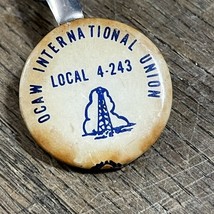 OCAW INTERNATIONAL UNION
LOCAL 4-243